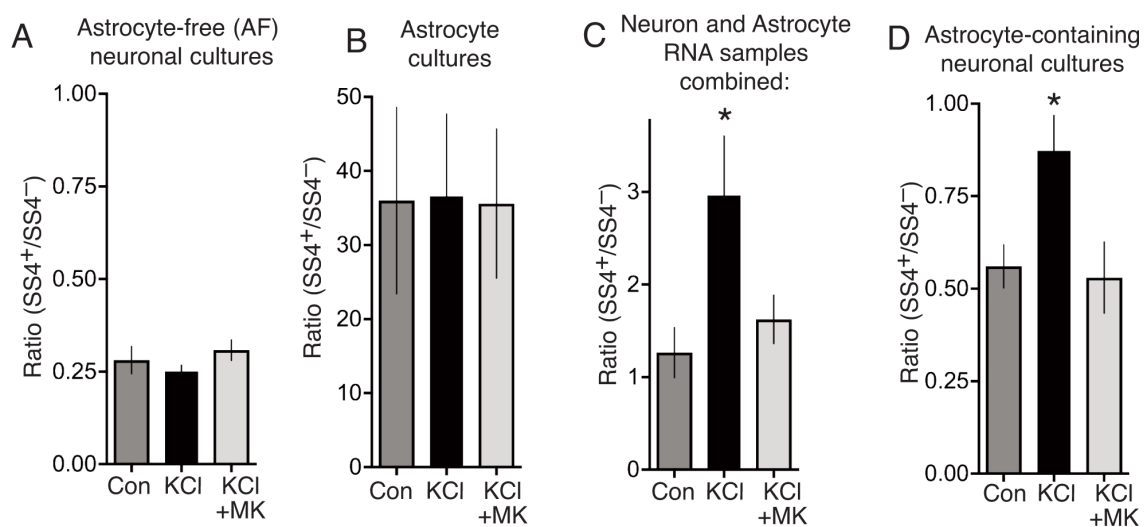 A
Astrocyte-free (AF)
neuronal cultures
Ratio (SS4+/SS4–)
1.00
0.75
0.50
0.25
0.00
Con
KCl
KCl
+MK
B
Astrocyte
cultures
Ratio (SS4+/SS4–)
50
40
30
20
10
0
Con
KCl
KCl
+MK
C
Neuron and Astrocyte
RNA samples
combined:
Ratio (SS4+/SS4–)
3
2
1
0
*
Con
KCl
KCl
+MK
D
Astrocyte-containing
neuronal cultures
Ratio (SS4+/SS4–)
1.00
0.75
0.50
0.25
0.00
*
Con
KCl
KCl
+MK